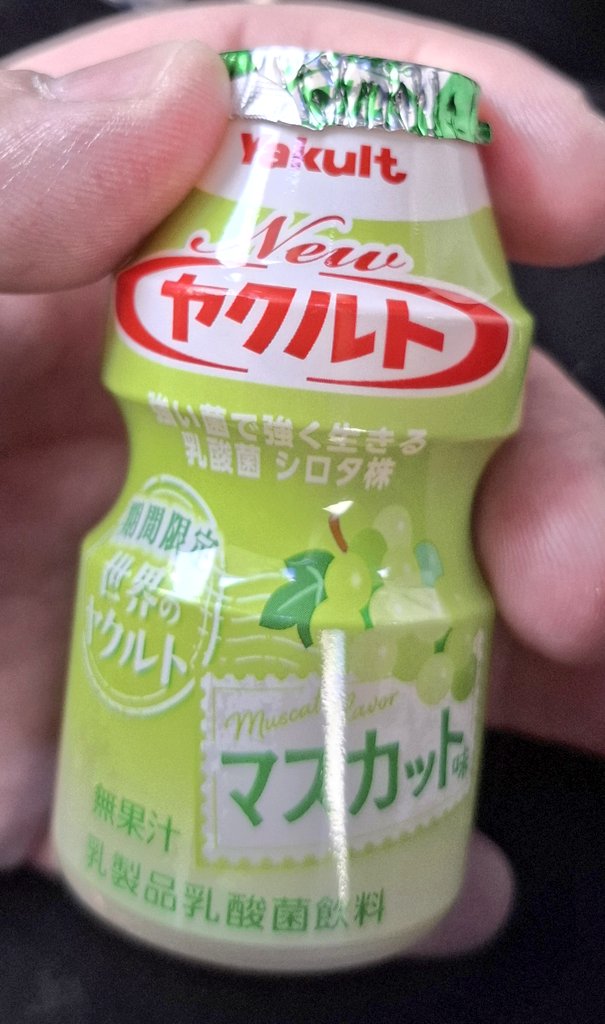 Yakult
New
ヤクルト
強い菌で強く生きる
乳酸菌 シロタ株
期間限定
世界の
ヤクルト
Muscat Flavor
マスカット味
無果汁
乳製品乳酸菌飲料